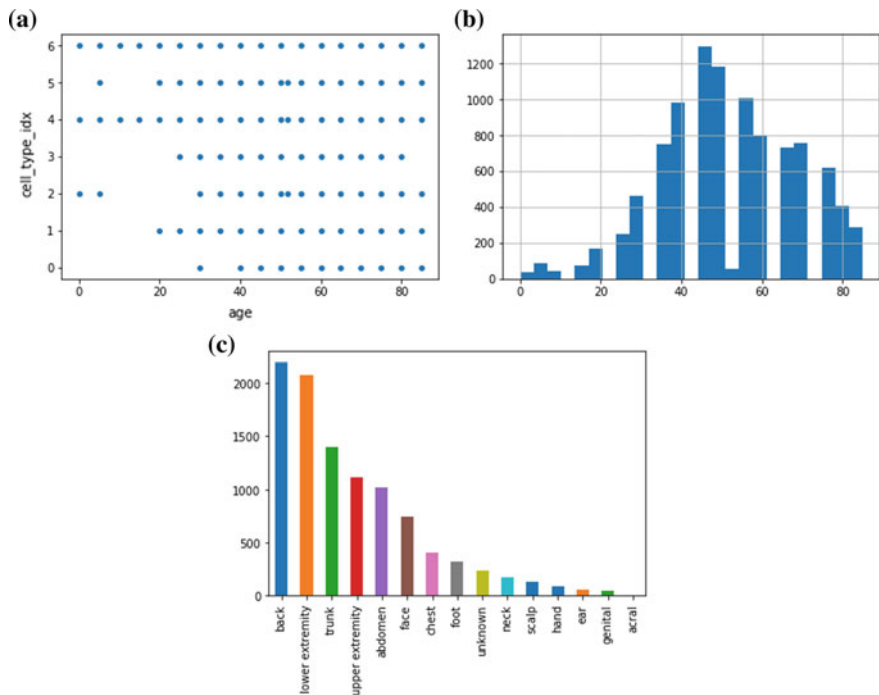 (a)
6
5
4
3
2
1
0
cell_type_idx
0 20 40 60 80
age
(b)
1200
1000
800
600
400
200
0
0 20 40 60 80
(c)
2000
1500
1000
500
0
back
lower extremity
trunk
upper extremity
abdomen
face
chest
foot
unknown
neck
scalp
hand
ear
genital
acral